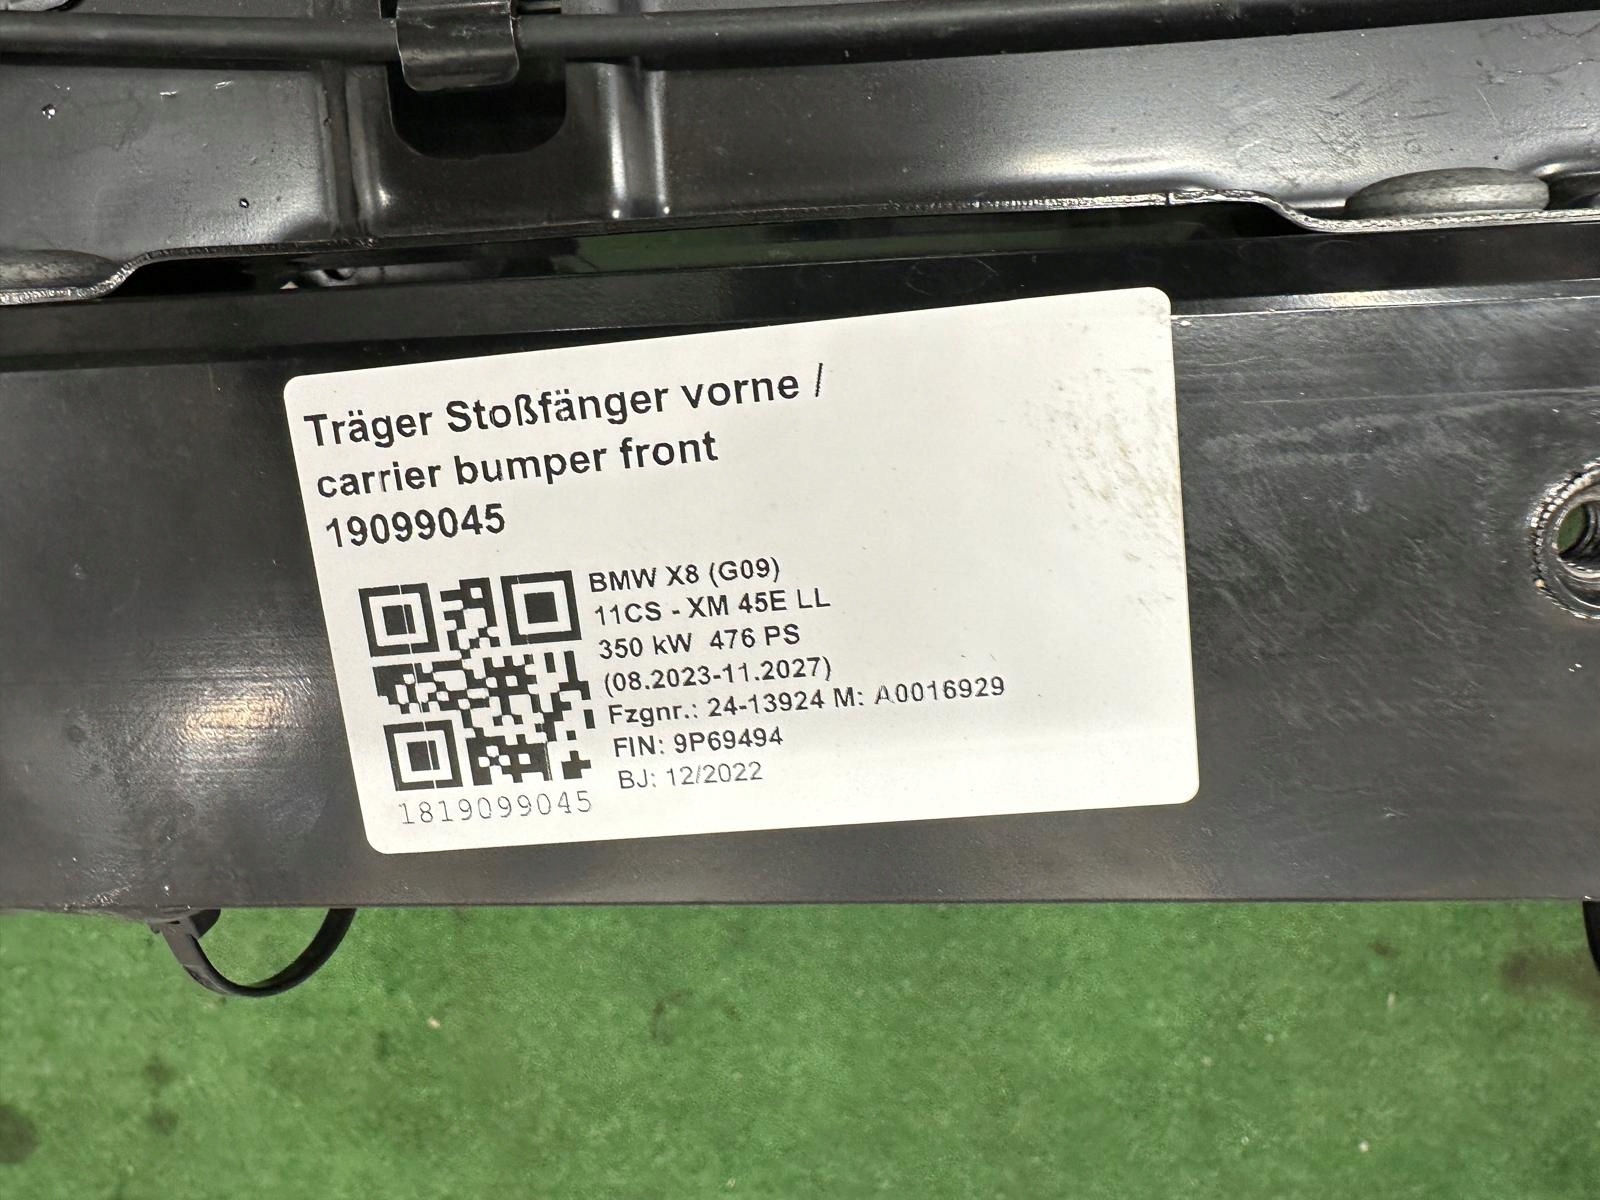 Träger Stoßfänger vorne /
carrier bumper front
19099045
BMW X8 (G09)
11CS - XM 45E LL
350 kW 476 PS
(08.2023-11.2027)
Fzgnr.: 24-13924 M: A0016929
FIN: 9P69494
BJ: 12/2022
1819099045